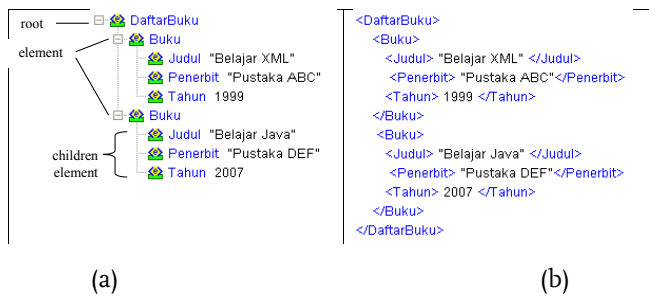 root
element
children
element
DaftarBuku
Buku
Judul "Belajar XML"
Penerbit "Pustaka ABC"
Tahun 1999
Buku
Judul "Belajar Java"
Penerbit "Pustaka DEF"
Tahun 2007
(a)
<DaftarBuku>
<Buku>
<Judul> "Belajar XML" </Judul>
<Penerbit> "Pustaka ABC"</Penerbit>
<Tahun> 1999 </Tahun>
</Buku>
<Buku>
<Judul> "Belajar Java" </Judul>
<Penerbit> "Pustaka DEF"</Penerbit>
<Tahun> 2007 </Tahun>
</Buku>
</DaftarBuku>
(b)